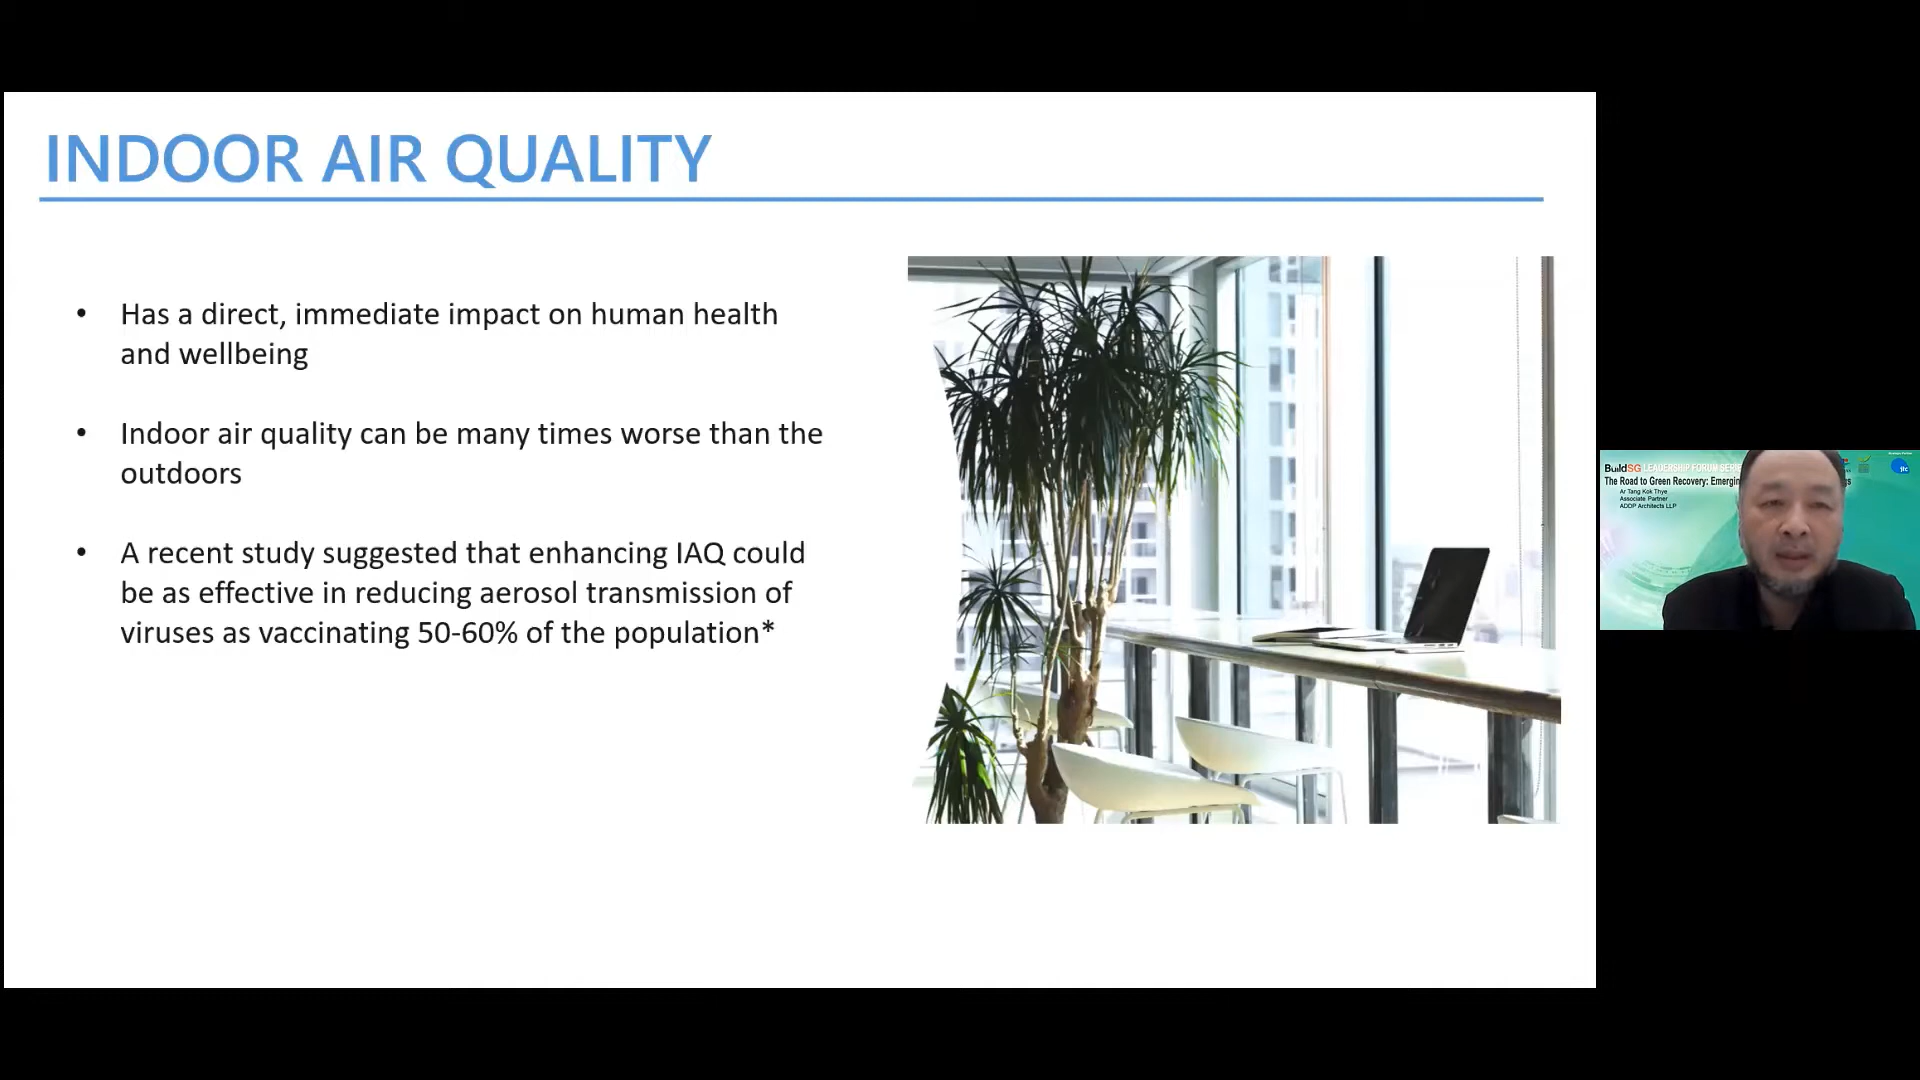 INDOOR AIR QUALITY
• Has a direct, immediate impact on human health
and wellbeing
• Indoor air quality can be many times worse than the
outdoors
• A recent study suggested that enhancing IAQ could
be as effective in reducing aerosol transmission of
viruses as vaccinating 50-60% of the population*
BuildSG LEADERSHIP FORUM
The Road to Green Recovery:
Ar Tang Kok Thye
Associate Partner
ADDP Architects LLP
jtc